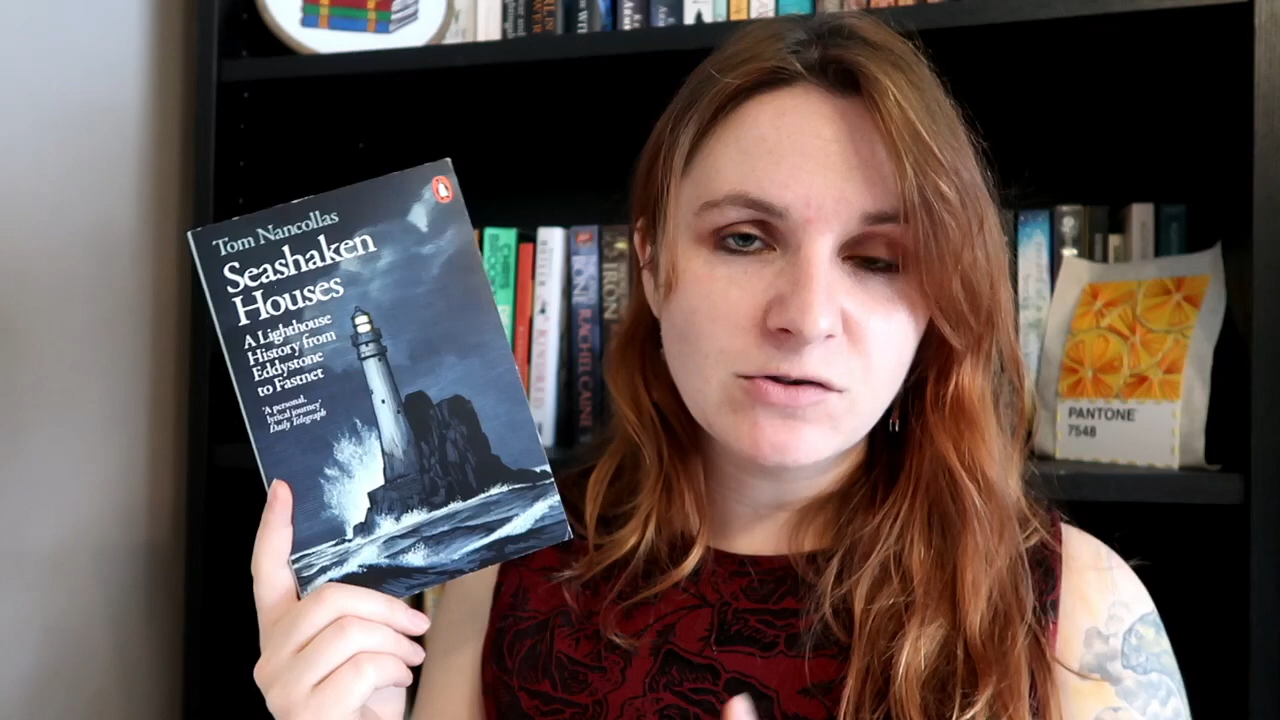 Tom Nancollas
Seashaken
Houses
A Lighthouse
History from
Eddystone
to Fastnet
'A personal,
lyrical journey'
Daily Telegraph
KINDRED
RACHEL CAINE
PANTONE
7548